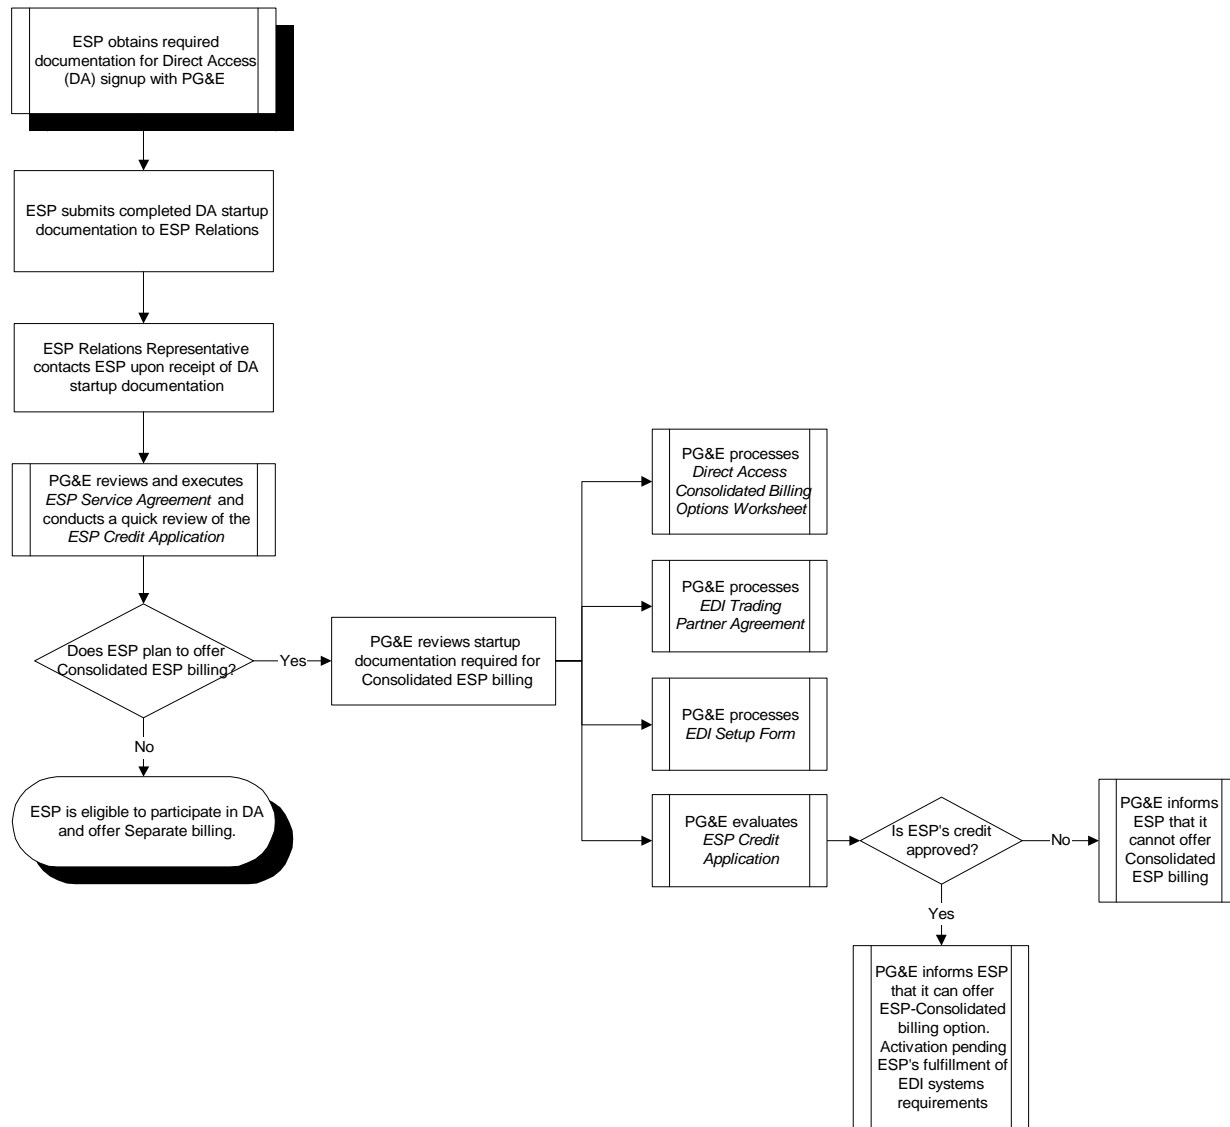 ESP obtains required
documentation for Direct Access
(DA) signup with PG&E
ESP submits completed DA startup
documentation to ESP Relations
ESP Relations Representative
contacts ESP upon receipt of DA
startup documentation
PG&E reviews and executes
ESP Service Agreement and
conducts a quick review of the
ESP Credit Application
Does ESP plan to offer
Consolidated ESP billing?
Yes
No
ESP is eligible to participate in DA
and offer Separate billing.
PG&E reviews startup
documentation required for
Consolidated ESP billing
PG&E processes
Direct Access
Consolidated Billing
Options Worksheet
PG&E processes
EDI Trading
Partner Agreement
PG&E processes
EDI Setup Form
PG&E evaluates
ESP Credit
Application
Is ESP's credit
approved?
No
PG&E informs
ESP that it
cannot offer
Consolidated
ESP billing
Yes
PG&E informs ESP
that it can offer
ESP-Consolidated
billing option.
Activation pending
ESP's fulfillment of
EDI systems
requirements